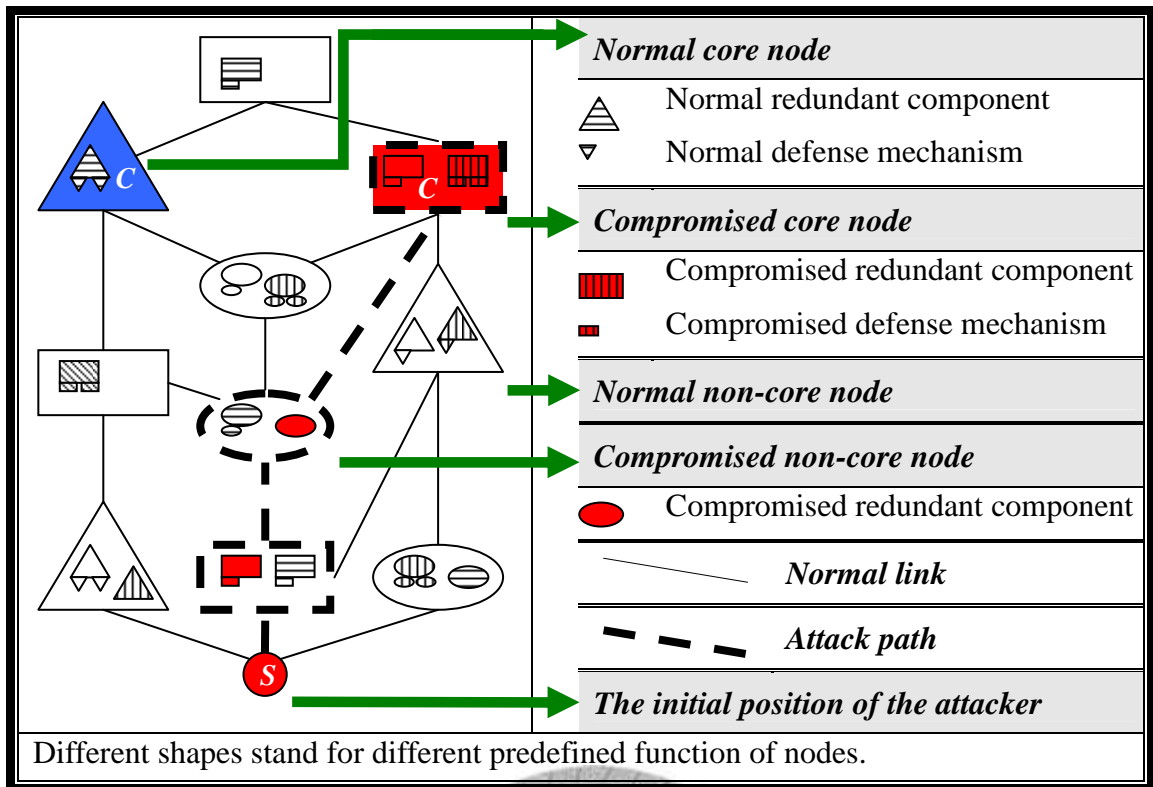 Normal core node
Normal redundant component
C
Normal defense mechanism
C
Compromised core node
Compromised redundant component
Compromised defense mechanism
Normal non-core node
Compromised non-core node
Compromised redundant component
Normal link
Attack path
S
The initial position of the attacker
Different shapes stand for different predefined function of nodes.